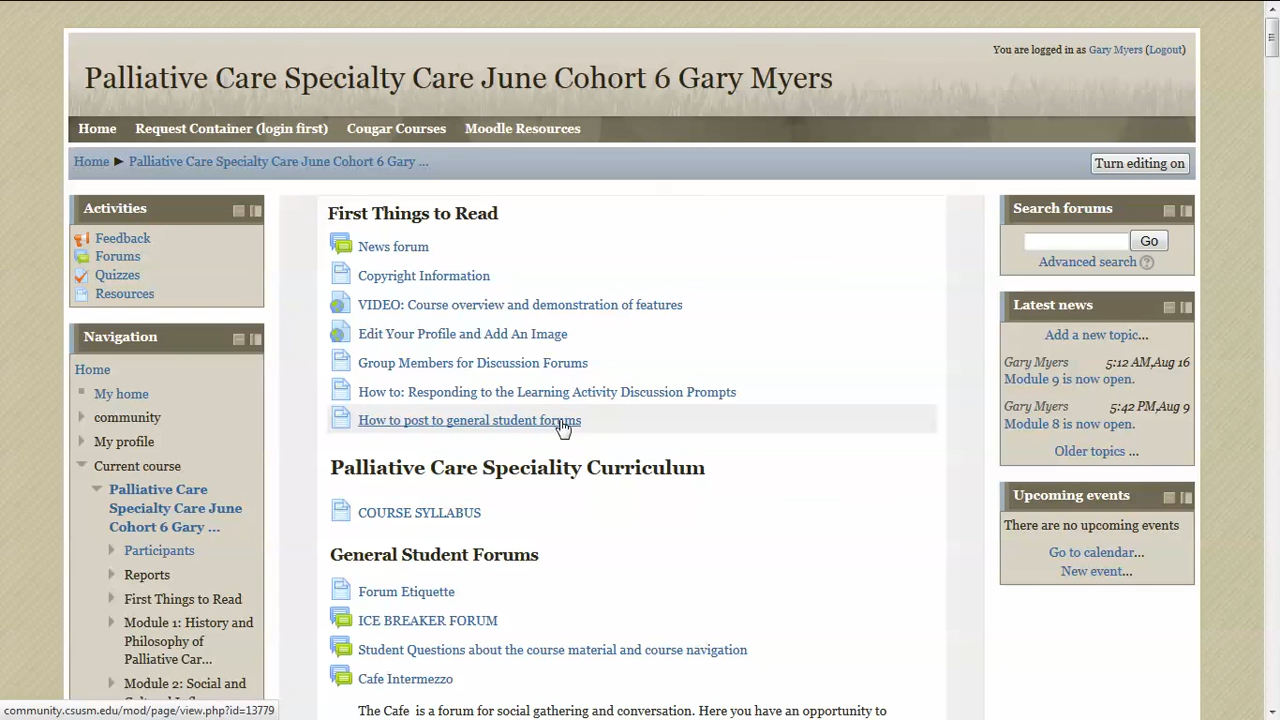 You are logged in as Gary Myers (Logout)
Palliative Care Specialty Care June Cohort 6 Gary Myers
Home Request Container (login first) Cougar Courses Moodle Resources
Home ► Palliative Care Specialty Care June Cohort 6 Gary ...
Turn editing on
Activities
Feedback
Forums
Quizzes
Resources
Navigation
Home
My home
community
My profile
Current course
Palliative Care
Specialty Care June
Cohort 6 Gary ...
Participants
Reports
First Things to Read
Module 1: History and
Philosophy of
Palliative Car...
Module 2: Social and
First Things to Read
News forum
Copyright Information
VIDEO: Course overview and demonstration of features
Edit Your Profile and Add An Image
Group Members for Discussion Forums
How to: Responding to the Learning Activity Discussion Prompts
How to post to general student forums
Palliative Care Speciality Curriculum
COURSE SYLLABUS
General Student Forums
Forum Etiquette
ICE BREAKER FORUM
Student Questions about the course material and course navigation
Cafe Intermezzo
The Cafe is a forum for social gathering and conversation. Here you have an opportunity to
Search forums
Go
Advanced search ?
Latest news
Add a new topic...
Gary Myers 5:12 AM,Aug 16
Module 9 is now open.
Gary Myers 5:42 PM,Aug 9
Module 8 is now open.
Older topics ...
Upcoming events
There are no upcoming events
Go to calendar...
New event...
community.csusm.edu/mod/page/view.php?id=13779